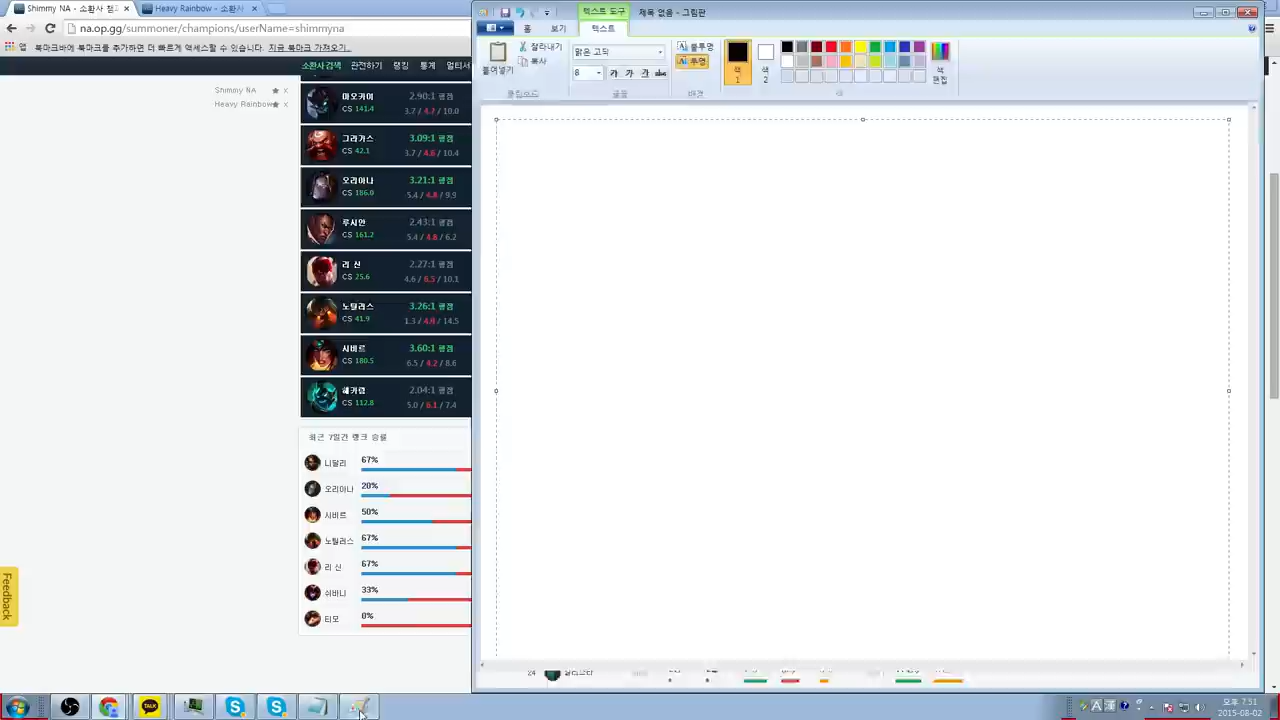 Shimmy NA - 소환사 챔프
Heavy Rainbow - 소환사
na.op.gg/summoner/champions/userName=shimmyna
앱
북마크바에 북마크를 추가하면 더 빠르게 액세스할 수 있습니다. 지금 북마크 가져오기...
소환사검색 관전하기 랭킹 통계 멀티서
Shimmy NA ★ x
Heavy Rainbow★ x
마오카이 2.90:1 평점
CS 141.4 3.7 / 4.7 / 10.0
그라가스 3.09:1 평점
CS 42.1 3.7 / 4.6 / 10.4
오리아나 3.21:1 평점
CS 186.0 5.4 / 4.8 / 9.9
루시안 2.43:1 평점
CS 161.2 5.4 / 4.8 / 6.2
리 신 2.27:1 평점
CS 25.6 4.6 / 6.5 / 10.1
노틸러스 3.26:1 평점
CS 41.9 1.3 / 4.9 / 14.5
시비르 3.60:1 평점
CS 180.5 6.5 / 4.2 / 8.6
헤카림 2.04:1 평점
CS 112.8 5.0 / 6.1 / 7.4
최근 7일간 랭크 승률
니달리 67%
오리아나 20%
시비르 50%
노틸러스 67%
리 신 67%
쉬바나 33%
티모 0%
Feedback
텍스트 도구
제목 없음 - 그림판
홈 보기 텍스트
붙여넣기
잘라내기
복사
클립보드
맑은 고딕
8
가 가 가 abc
글꼴
불투명
투명
배경
색
1
색
2
색
편집
색
24
TALK
A 漢
오후 7:51
2015-08-02